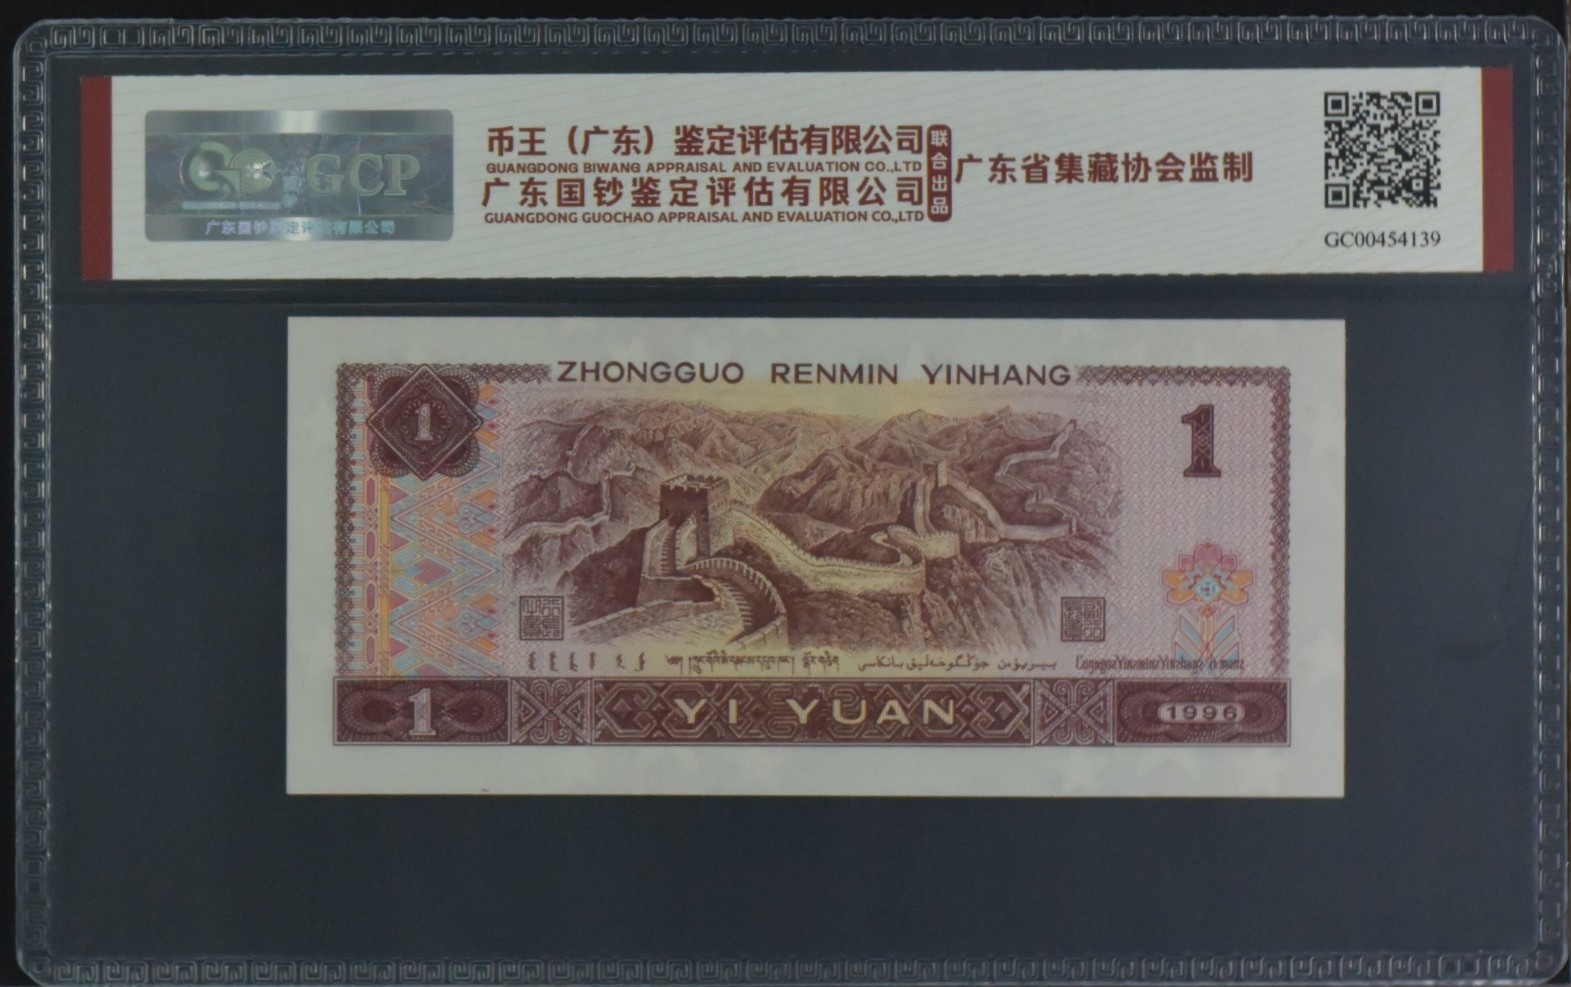 币王（广东）鉴定评估有限公司
GUANGDONG BIWANG APPRAISAL AND EVALUATION CO.,LTD
广东国钞鉴定评估有限公司
GUANGDONG GUOCHAO APPRAISAL AND EVALUATION CO.,LTD
联合出品
广东省集藏协会监制
GCP
广东国钞鉴定评估有限公司
GC00454139
ZHONGGUO RENMIN YINHANG
1
1
1
YI YUAN
1996